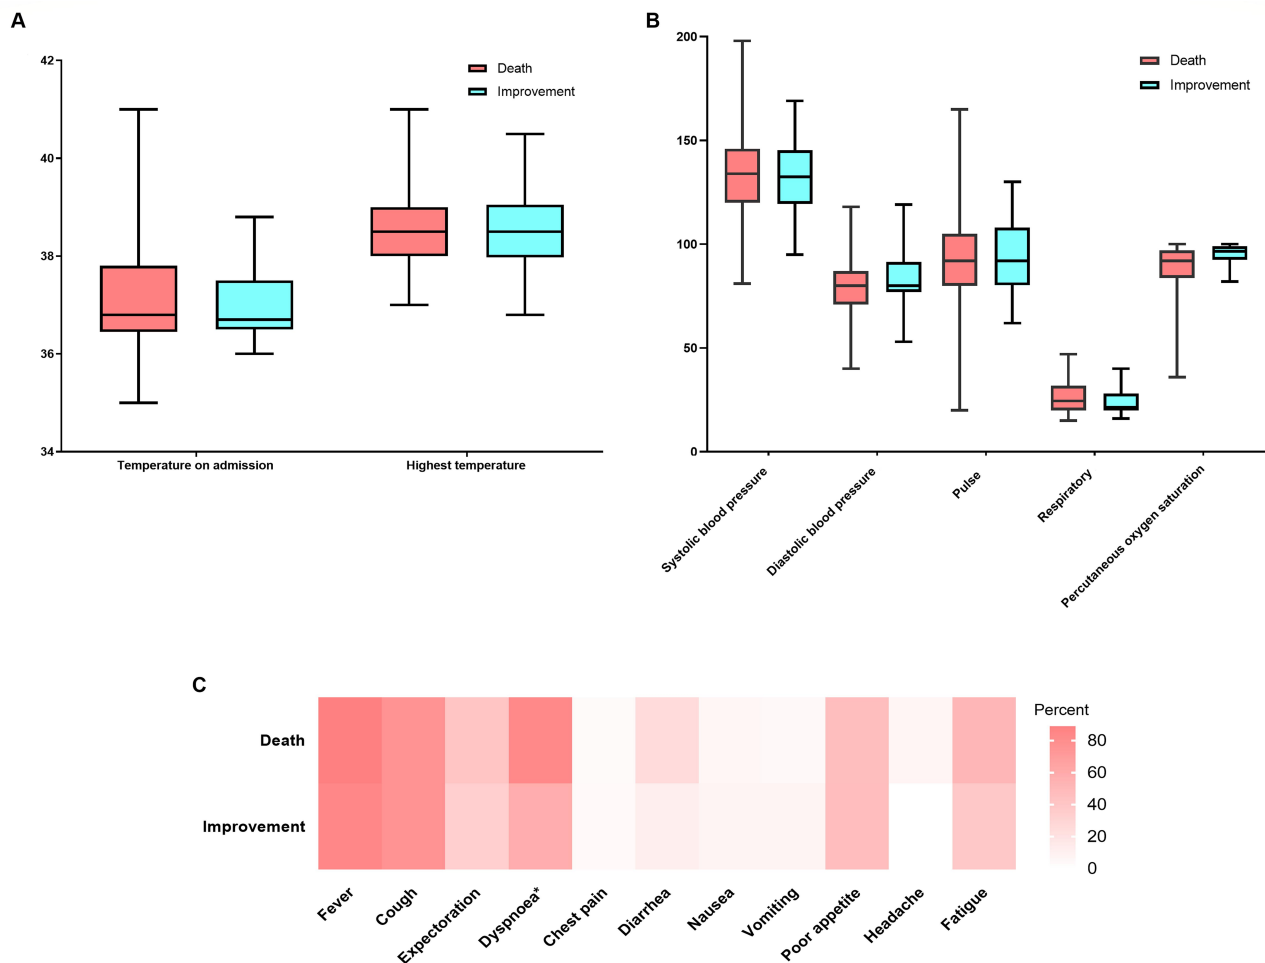 A
42
40
38
36
34
Death
Improvement
Temperature on admission
Highest temperature
B
200
150
100
50
0
Death
Improvement
Systolic blood pressure
Diastolic blood pressure
Pulse
Respiratory
Percutaneous oxygen saturation
C
Death
Improvement
Fever
Cough
Expectoration
Dyspnoea*
Chest pain
Diarrhea
Nausea
Vomiting
Poor appetite
Headache
Fatigue
Percent
80
60
40
20
0